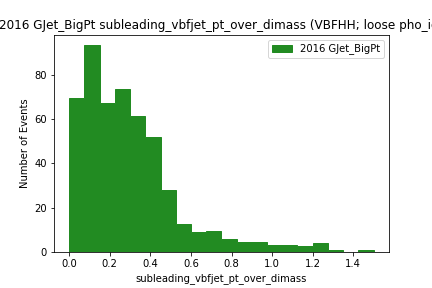 2016 GJet_BigPt subleading_vbfjet_pt_over_dimass (VBFHH; loose
2016 GJet_BigPt
Number of Events
80
60
40
20
0
0.0 0.2 0.4 0.6 0.8 1.0 1.2 1.4
subleading_vbfjet_pt_over_dimass